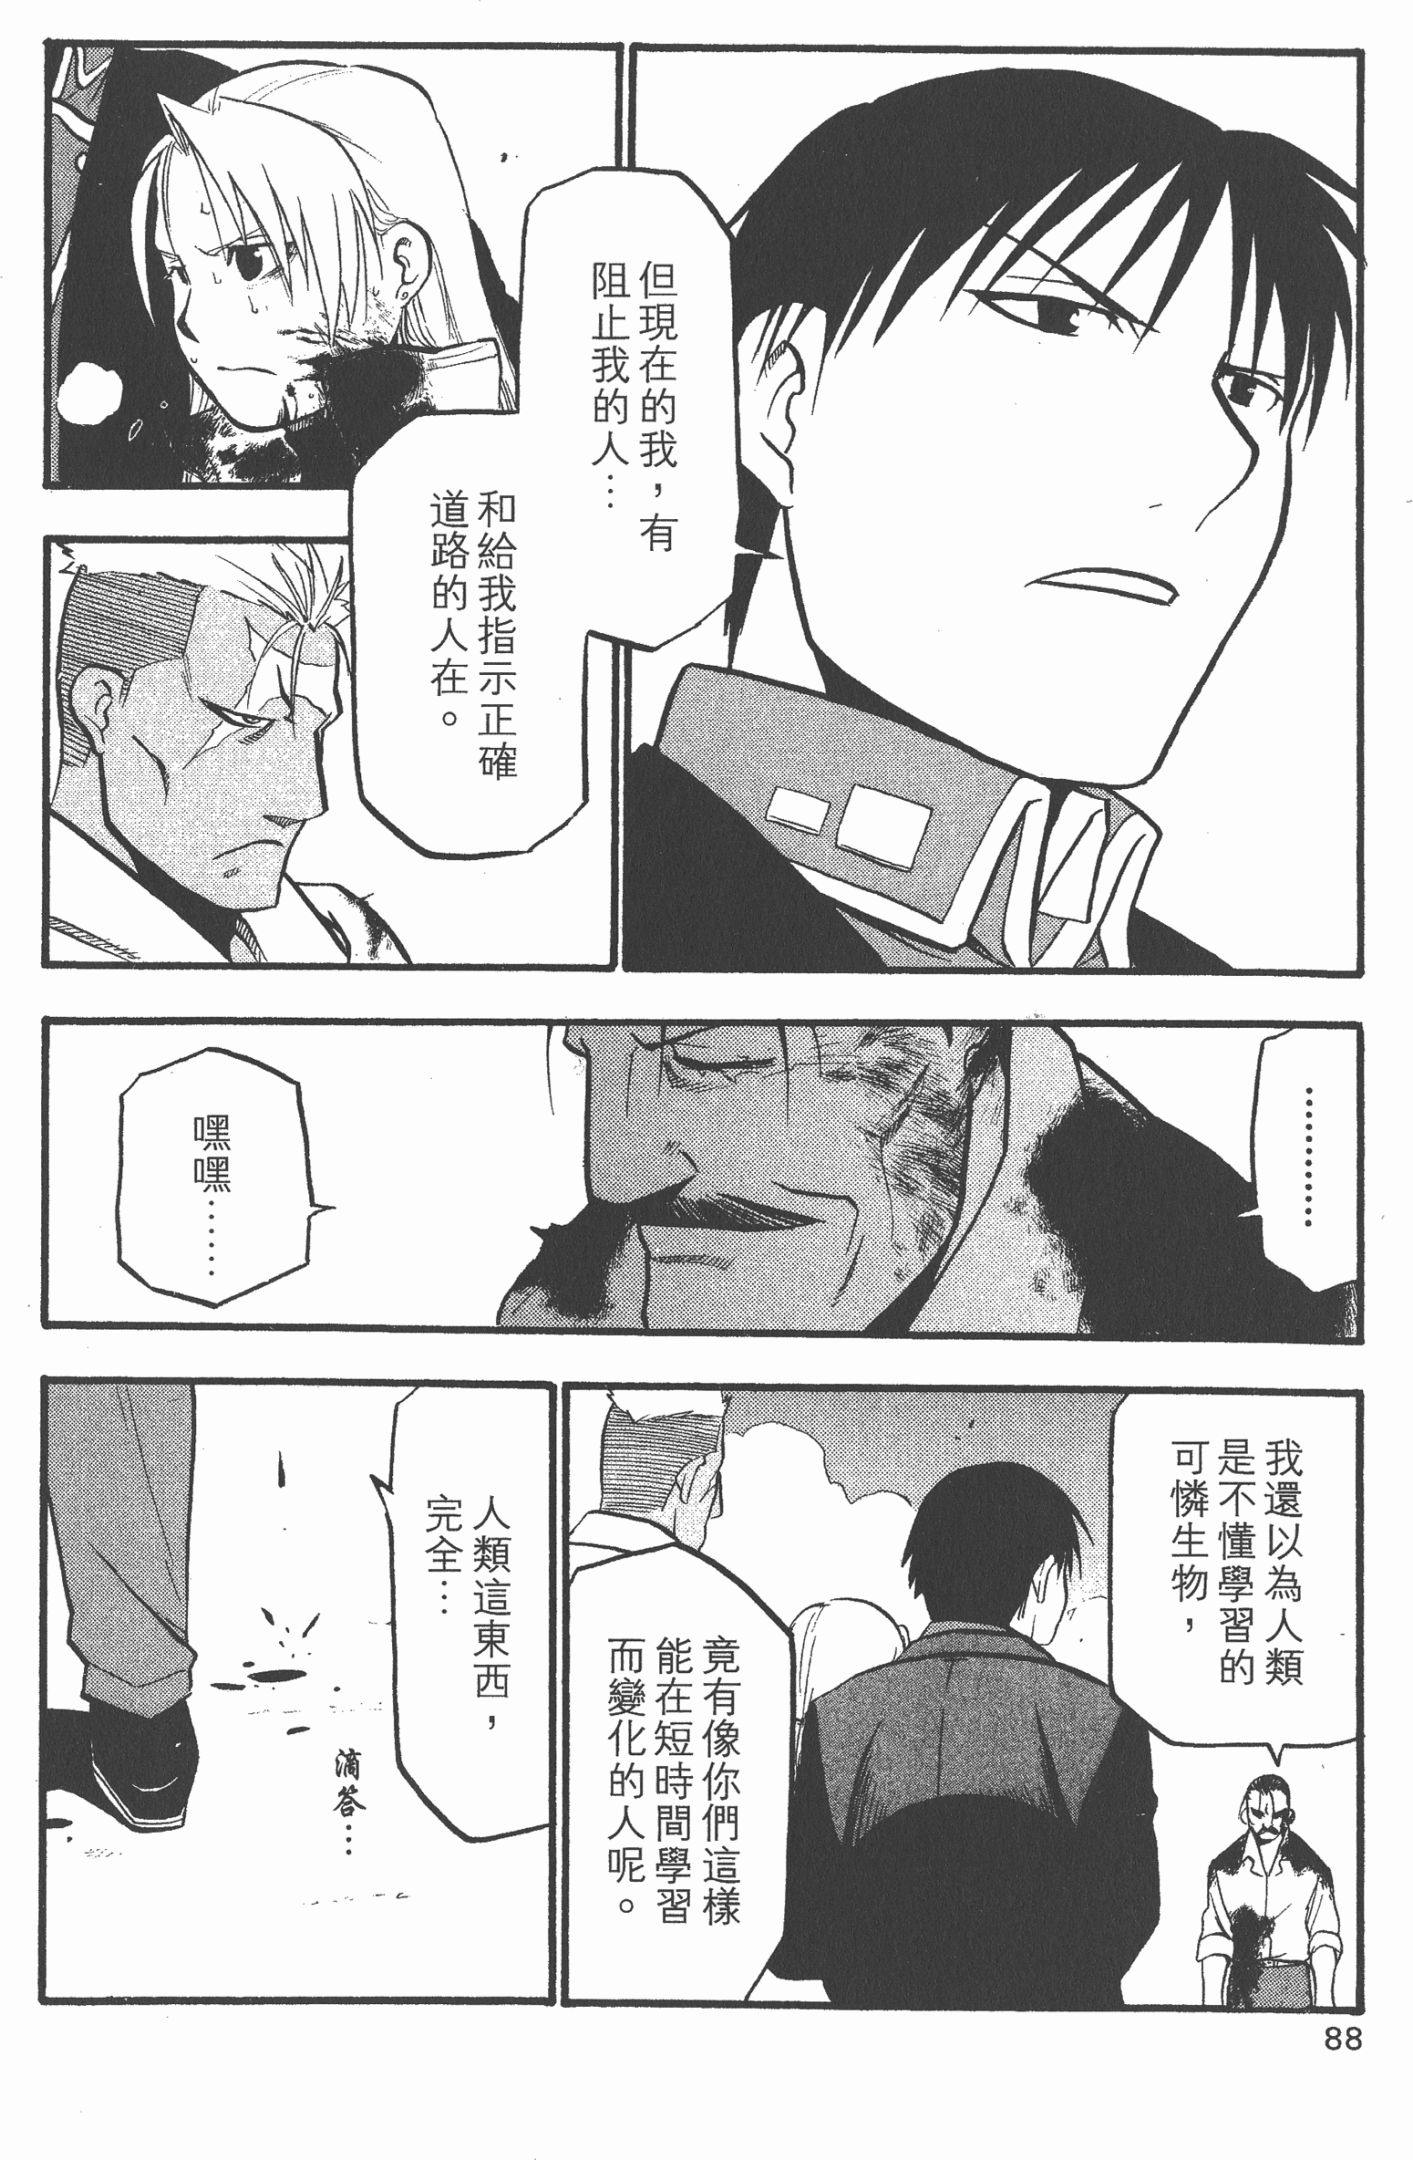 但現在的我，有
阻止我的人…
和給我指示正確
道路的人在。
…………
嘿嘿……
我還以為人類
是不懂學習的
可憐生物，
竟有像你們這樣
能在短時間學習
而變化的人呢。
人類這東西，
完全…
滴答…
88